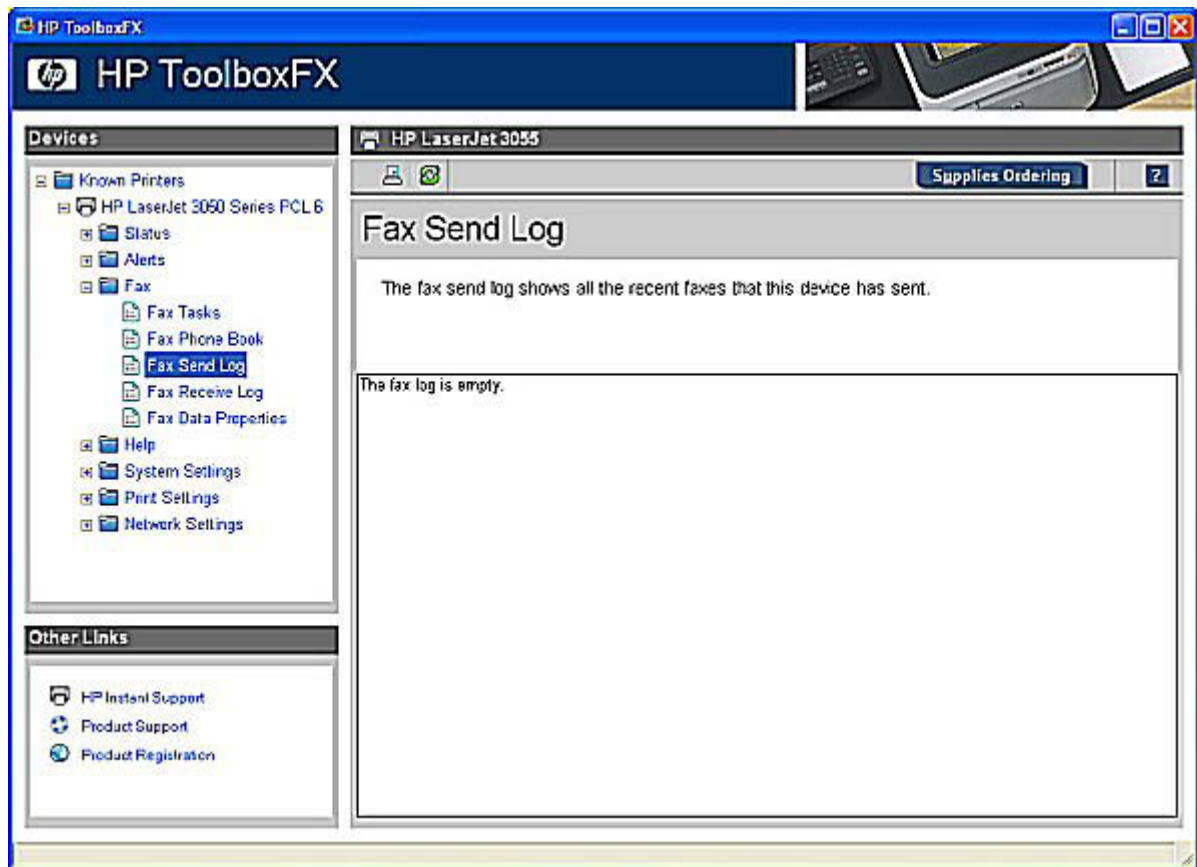 HP ToolboxFX
hp HP ToolboxFX
Devices
Known Printers
HP LaserJet 3050 Series PCL 6
Status
Alerts
Fax
Fax Tasks
Fax Phone Book
Fax Send Log
Fax Receive Log
Fax Data Properties
Help
System Settings
Print Settings
Network Settings
Other Links
HP Instant Support
Product Support
Product Registration
HP LaserJet 3055
Supplies Ordering ?
Fax Send Log
The fax send log shows all the recent faxes that this device has sent.
The fax log is empty.